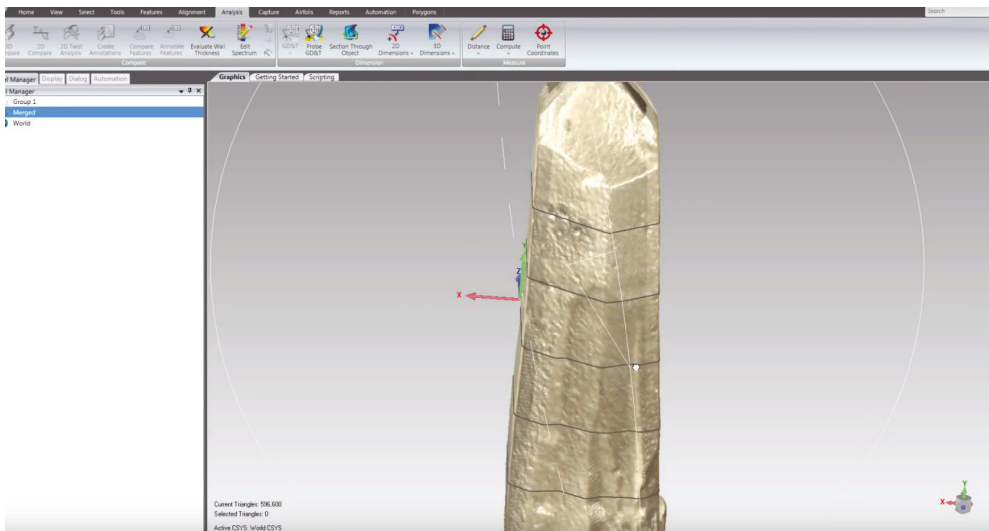 Home View Select Tools Features Alignment Analysis Capture Airfoils Reports Automation Polygons
Search
2D Compare
2D Twist Analysis
Create Annotations
Compare Features
Annotate Features
Evaluate Wall Thickness
Edit Spectrum
GD&T
Probe GD&T
Section Through Object
2D Dimensions
3D Dimensions
Distance
Compute
Point Coordinates
Compare
Dimension
Measure
Manager Display Dialog Automation
Graphics Getting Started Scripting
Manager
Group 1
Merged
World
Y
Z
X
Current Triangles: 596,600
Selected Triangles: 0
Active CSYS: World CSYS
Y
X